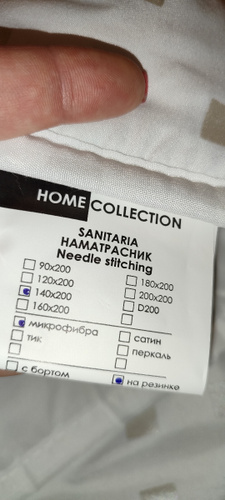 HOME COLLECTION
SANITARIA
НАМАТРАСНИК
Needle stitching
90x200 180x200
120x200 200x200
140x200 D200
160x200
микрофибра сатин
тик перкаль
с бортом на резинке